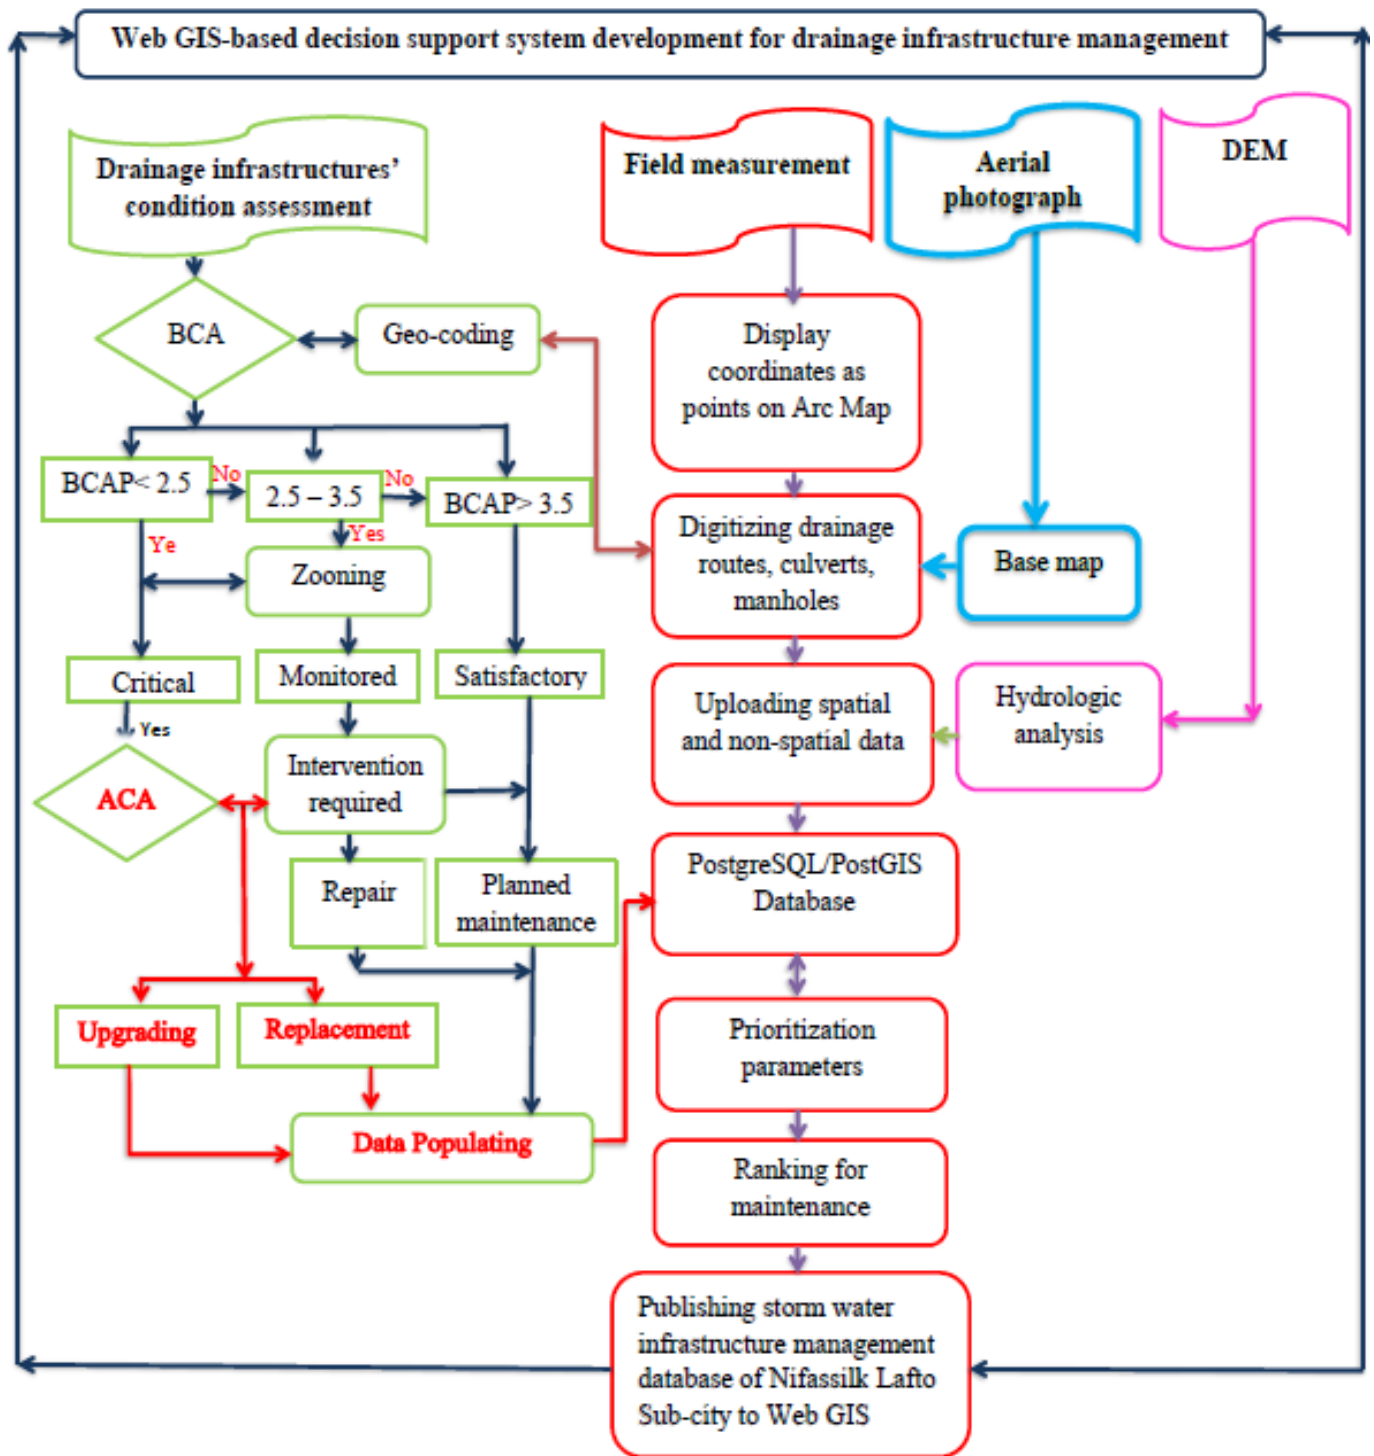 Web GIS-based decision support system development for drainage infrastructure management
Drainage infrastructures’
condition assessment
Field measurement
Aerial
photograph
DEM
BCA
Geo-coding
Display
coordinates as
points on Arc Map
BCAP< 2.5
No
2.5 – 3.5
No
BCAP> 3.5
Ye
Yes
Digitizing drainage
routes, culverts,
manholes
Base map
Zooning
Critical
Monitored
Satisfactory
Uploading spatial
and non-spatial data
Hydrologic
analysis
Yes
ACA
Intervention
required
Repair
Planned
maintenance
PostgreSQL/PostGIS
Database
Upgrading
Replacement
Prioritization
parameters
Data Populating
Ranking for
maintenance
Publishing storm water
infrastructure management
database of Nifassilk Lafto
Sub-city to Web GIS